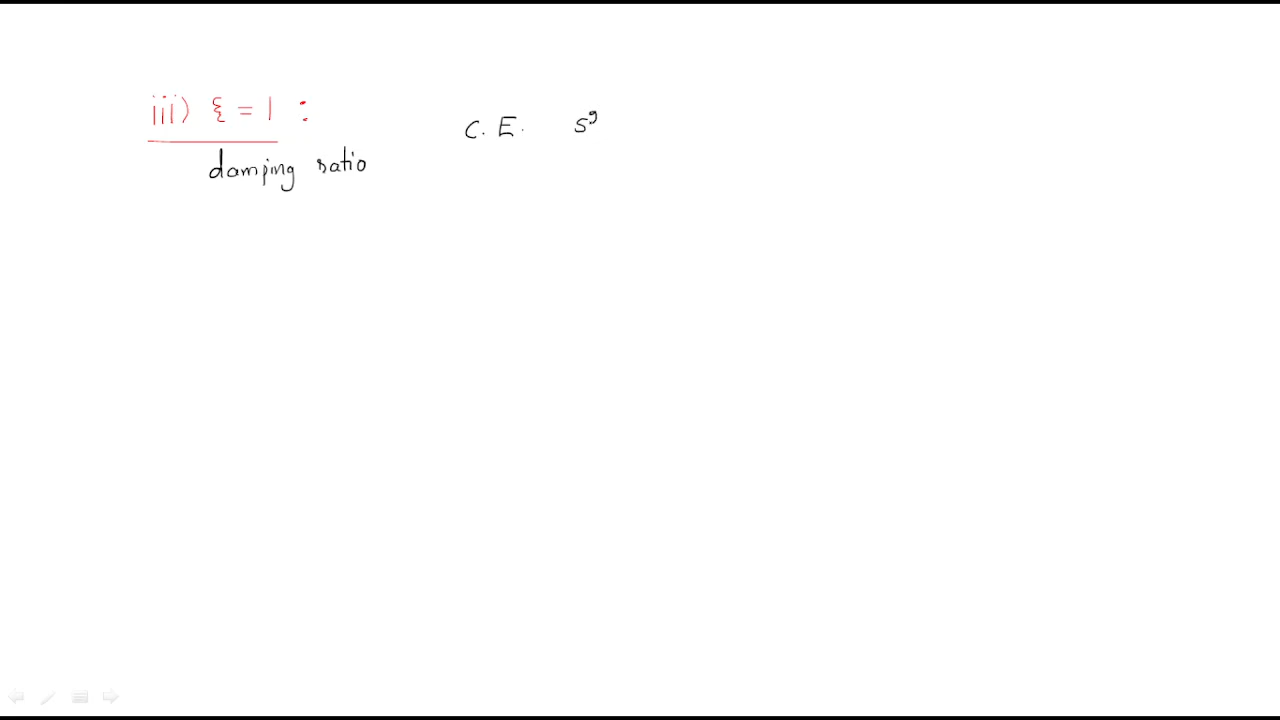 iii) ξ = 1 :
damping ratio
C. E. s²